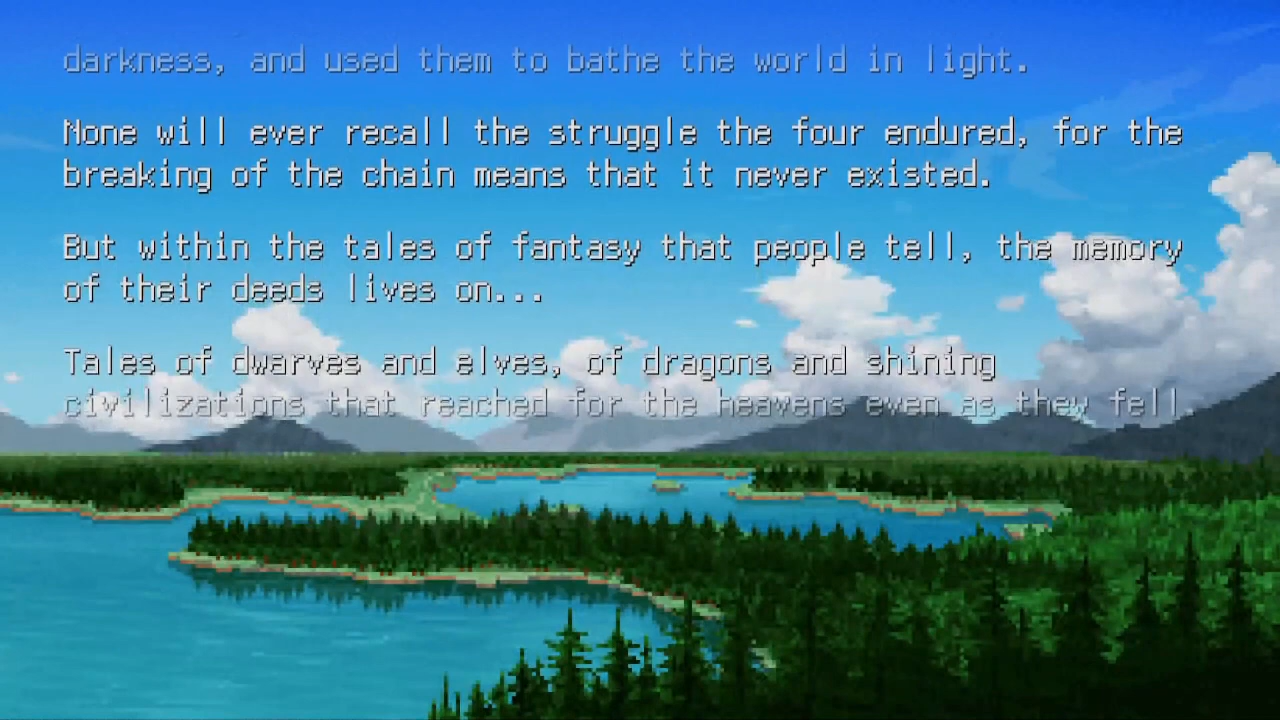 darkness, and used them to bathe the world in light.
None will ever recall the struggle the four endured, for the
breaking of the chain means that it never existed.
But within the tales of fantasy that people tell, the memory
of their deeds lives on...
Tales of dwarves and elves, of dragons and shining
civilizations that reached for the heavens even as they fell.